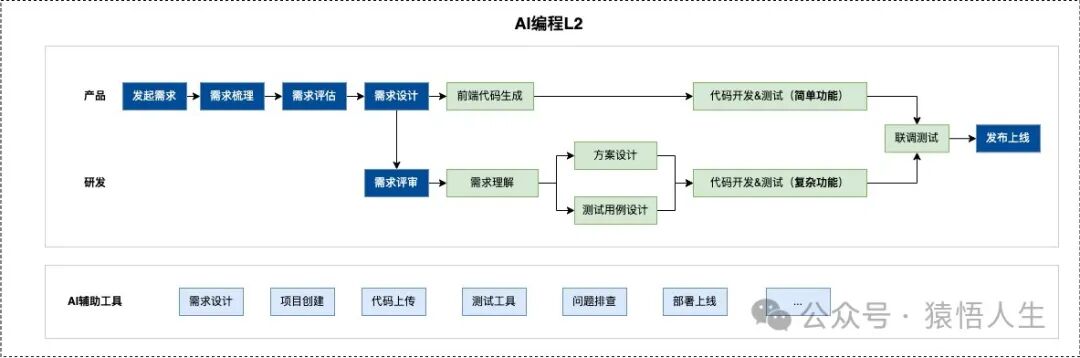 AI编程L2
产品
发起需求
需求梳理
需求评估
需求设计
前端代码生成
代码开发&测试（简单功能）
联调测试
发布上线
研发
需求评审
需求理解
方案设计
测试用例设计
代码开发&测试（复杂功能）
AI辅助工具
需求设计
项目创建
代码上传
测试工具
问题排查
部署上线
...
公众号 · 猿悟人生